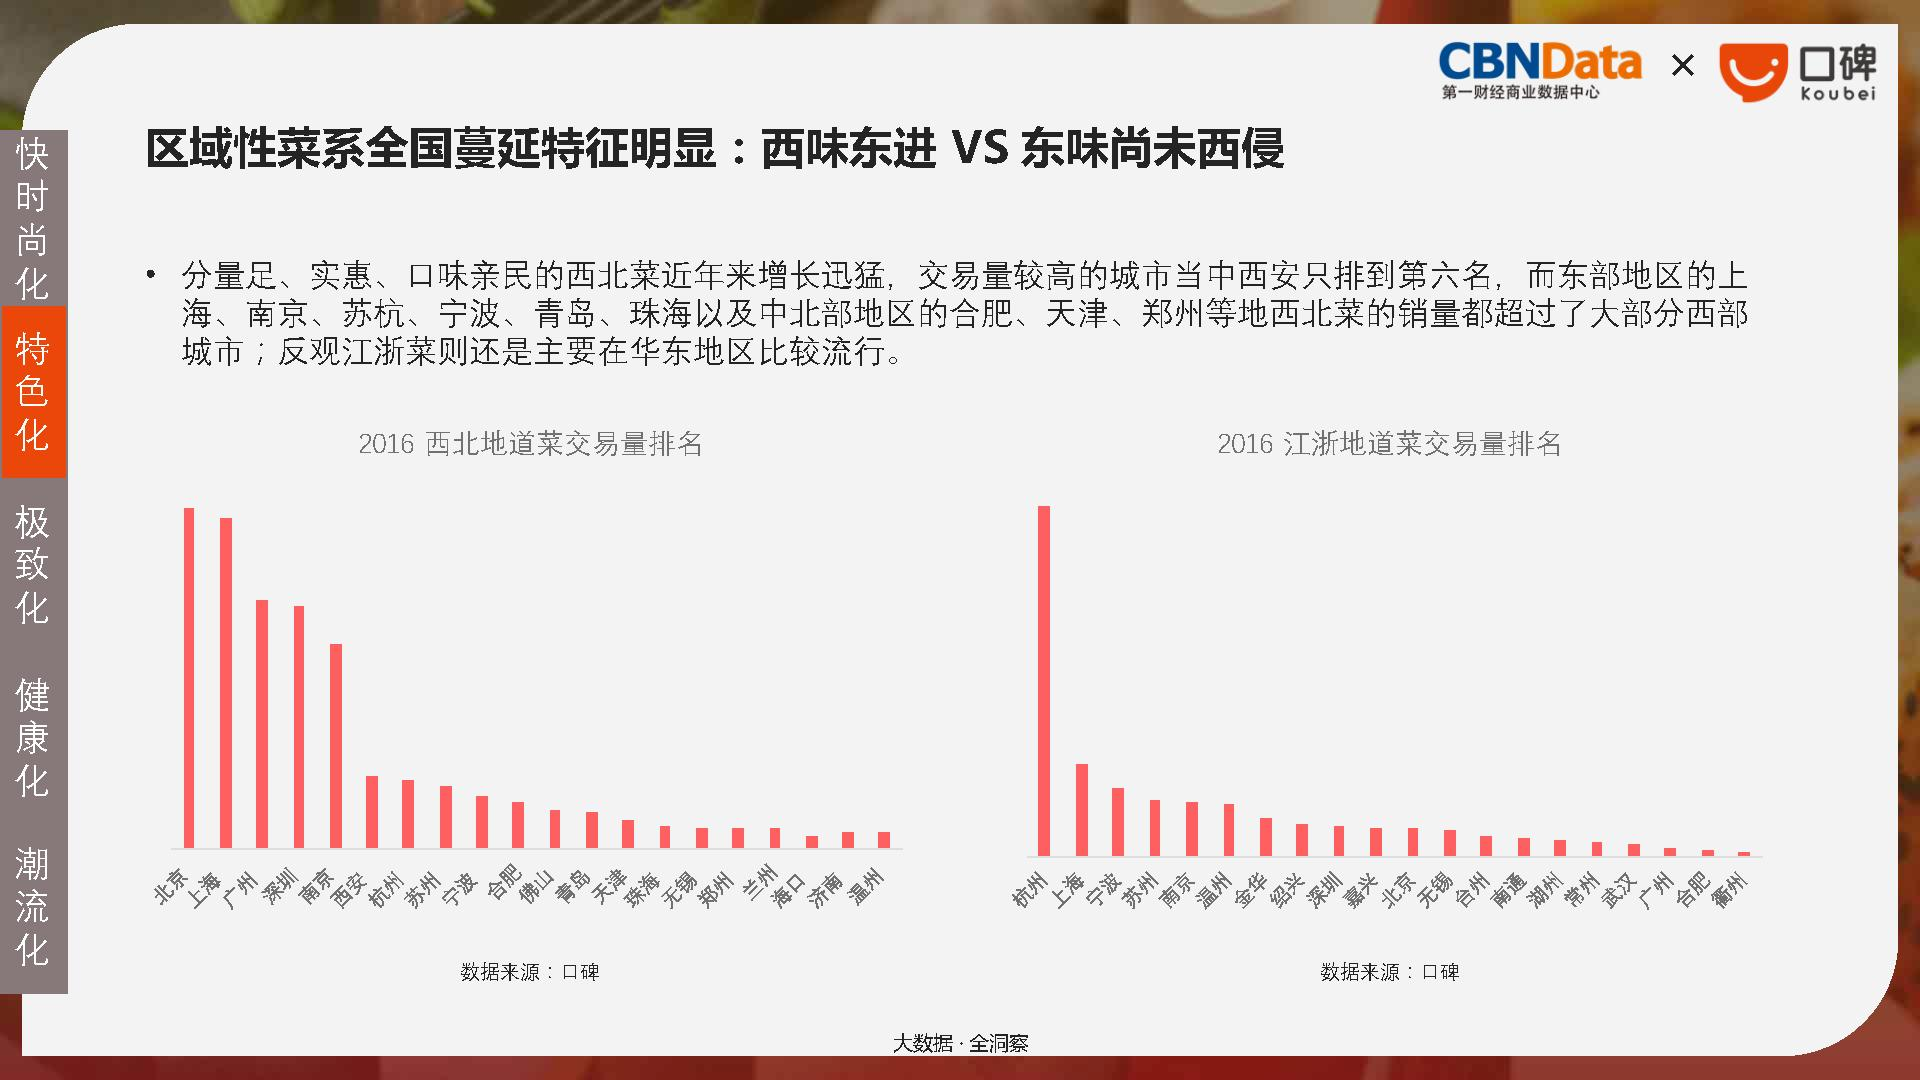 CBNData
第一财经商业数据中心
×
口碑
Koubei
区域性菜系全国蔓延特征明显：西味东进 VS 东味尚未西侵
快时尚化
特色化
极致化
健康化
潮流化
• 分量足、实惠、口味亲民的西北菜近年来增长迅猛，交易量较高的城市当中西安只排到第六名，而东部地区的上
海、南京、苏杭、宁波、青岛、珠海以及中北部地区的合肥、天津、郑州等地西北菜的销量都超过了大部分西部
城市；反观江浙菜则还是主要在华东地区比较流行。
2016 西北地道菜交易量排名
北京 上海 广州 深圳 南京 西安 杭州 苏州 宁波 合肥 佛山 青岛 天津 珠海 无锡 郑州 兰州 海口 济南 温州
数据来源：口碑
2016 江浙地道菜交易量排名
杭州 上海 宁波 苏州 南京 温州 金华 绍兴 深圳 嘉兴 北京 无锡 台州 南通 湖州 常州 武汉 广州 合肥 衢州
数据来源：口碑
大数据·全洞察